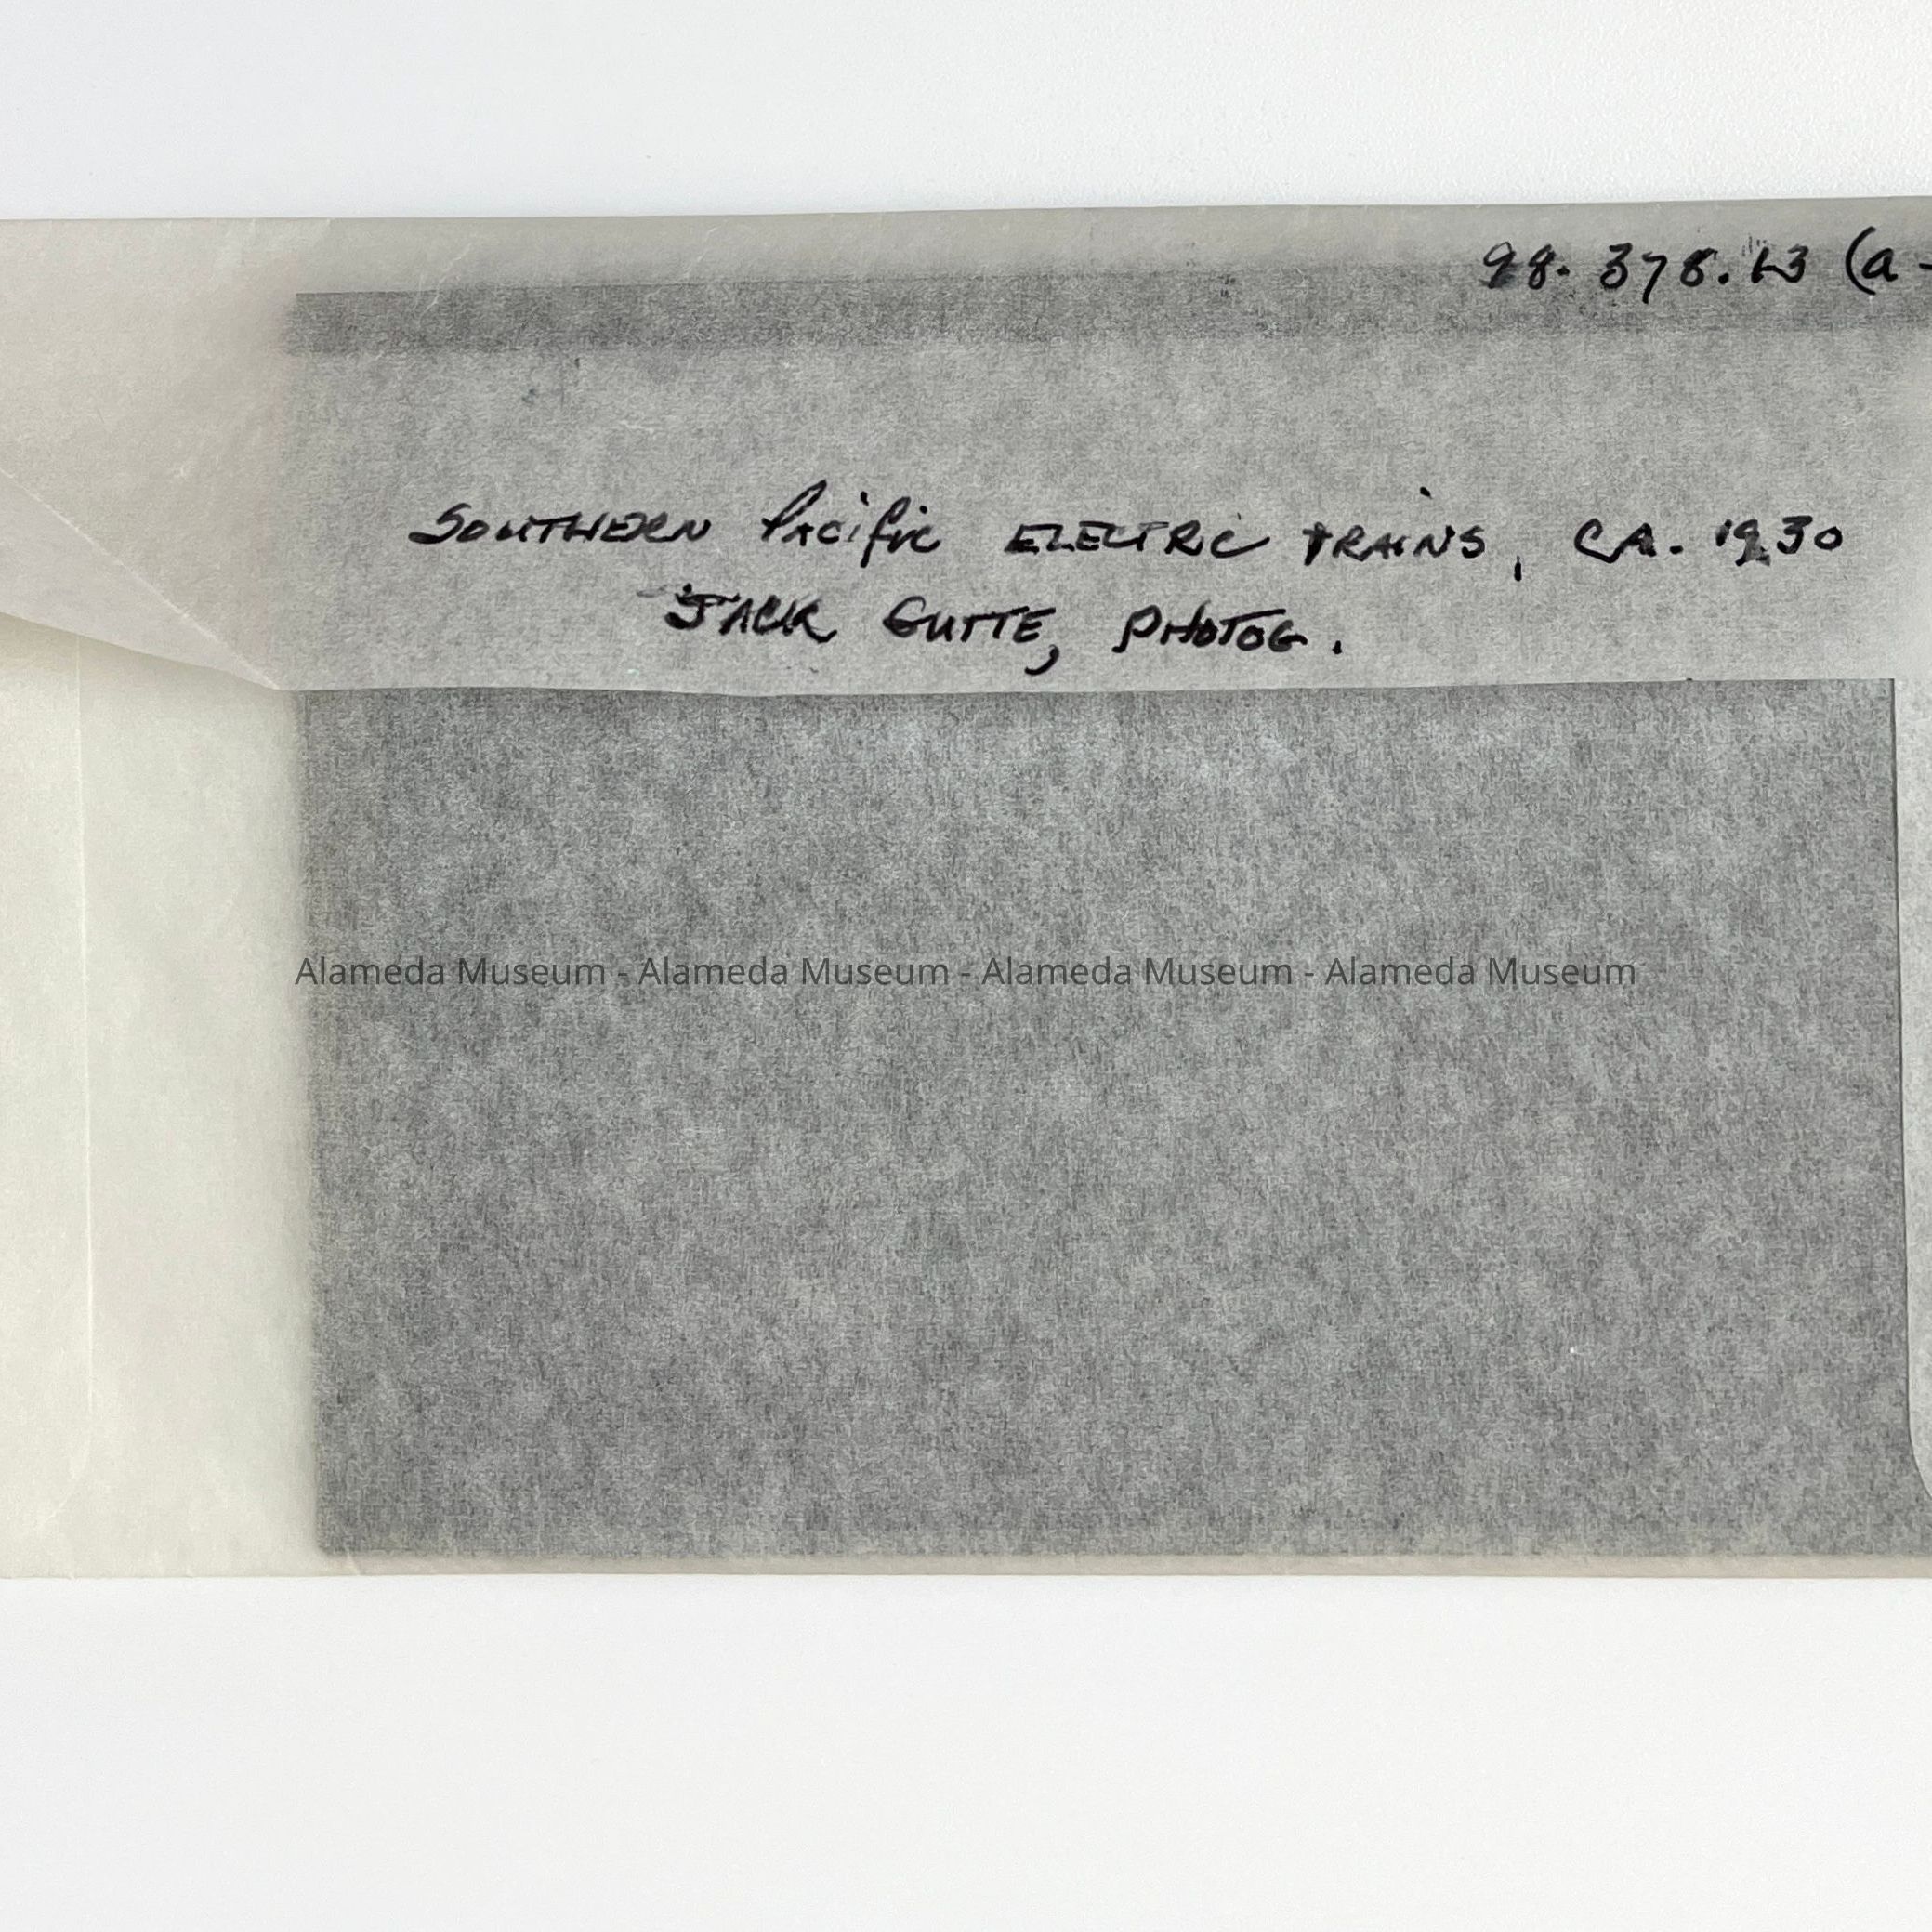 98. 378. 13 (a -
SOUTHERN PACIFIC ELECTRIC TRAINS, CA. 1930
JACK GUTTE, PHOTOG.
Alameda Museum - Alameda Museum - Alameda Museum - Alameda Museum